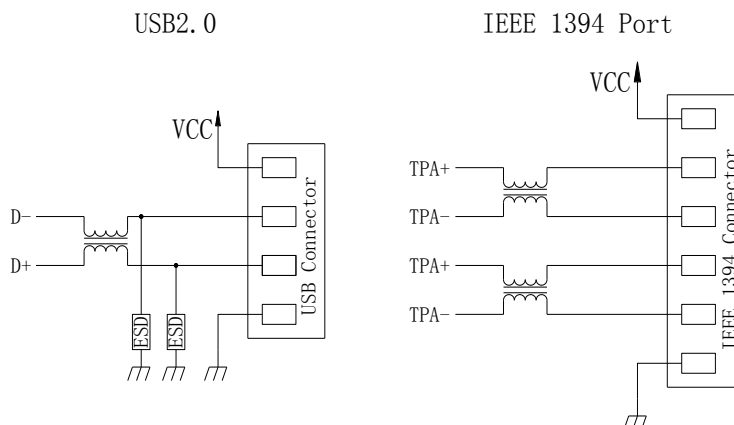 USB2.0
IEEE 1394 Port
VCC
D-
D+
ESD
ESD
USB Connector
VCC
TPA+
TPA-
TPA+
TPA-
IEEE 1394 Connector